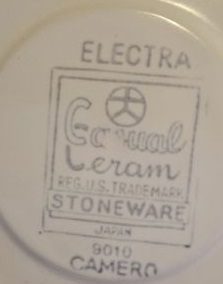 ELECTRA
Casual
Ceram
REG. U.S. TRADEMARK
STONEWARE
JAPAN
9010
CAMERO